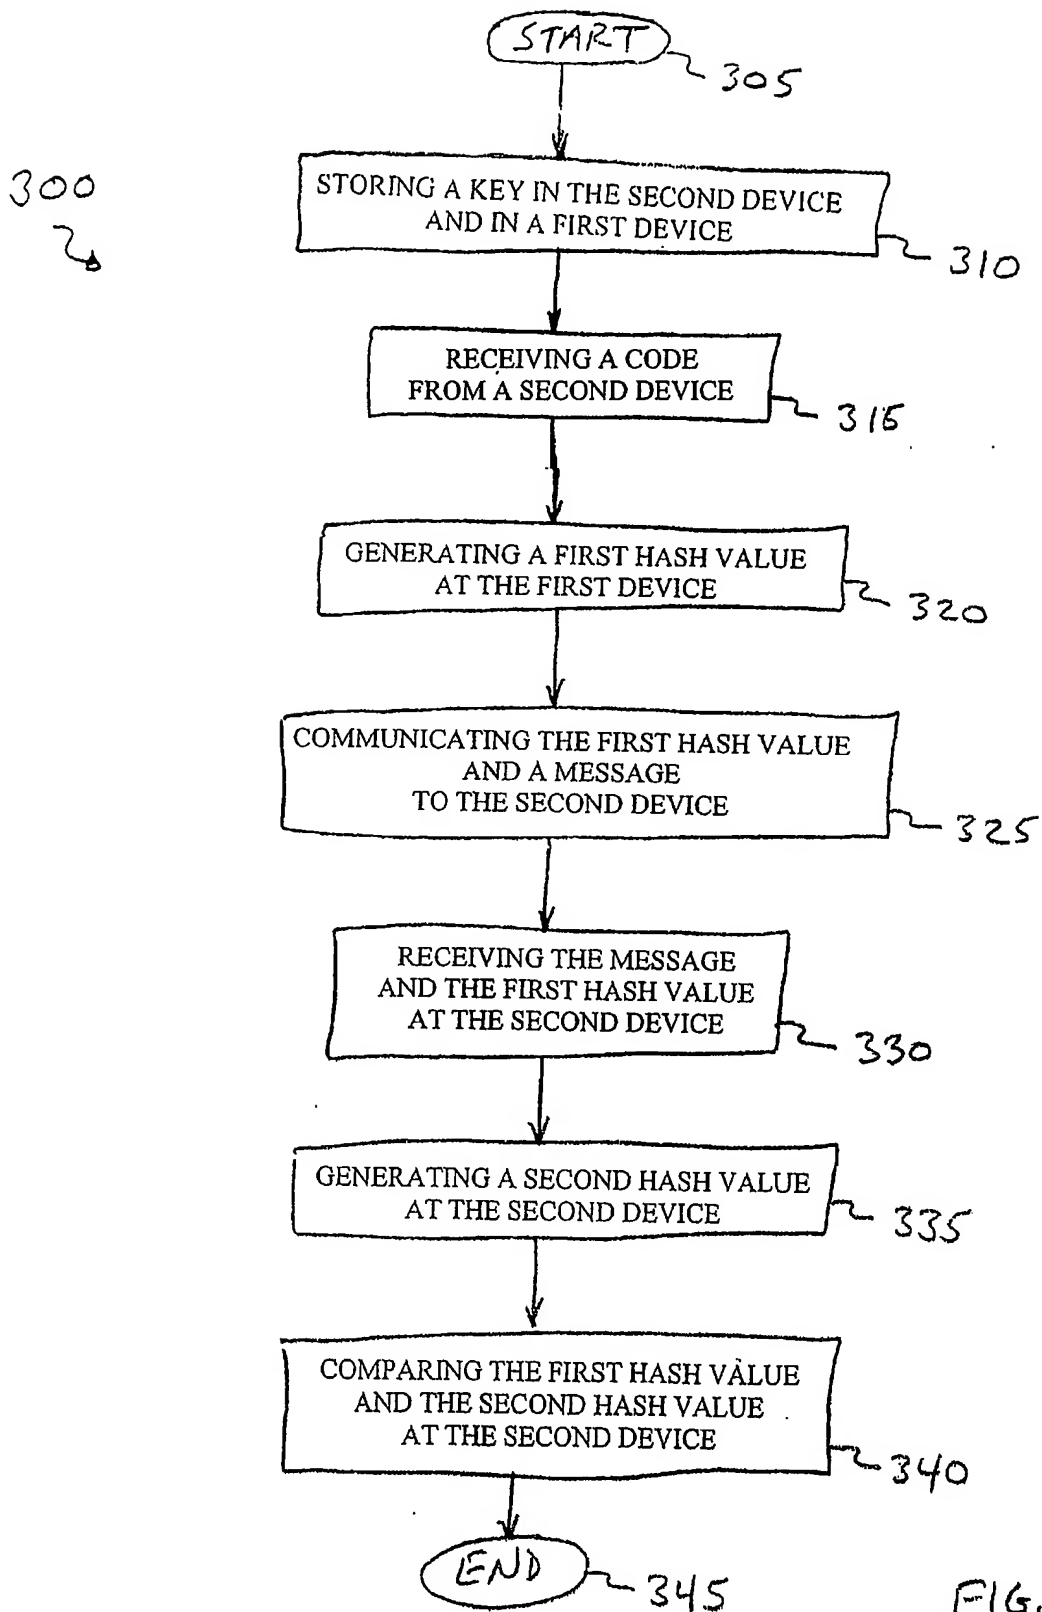 START
305
300
STORING A KEY IN THE SECOND DEVICE
AND IN A FIRST DEVICE
310
RECEIVING A CODE
FROM A SECOND DEVICE
315
GENERATING A FIRST HASH VALUE
AT THE FIRST DEVICE
320
COMMUNICATING THE FIRST HASH VALUE
AND A MESSAGE
TO THE SECOND DEVICE
325
RECEIVING THE MESSAGE
AND THE FIRST HASH VALUE
AT THE SECOND DEVICE
330
GENERATING A SECOND HASH VALUE
AT THE SECOND DEVICE
335
COMPARING THE FIRST HASH VALUE
AND THE SECOND HASH VALUE
AT THE SECOND DEVICE
340
END
345
FIG.